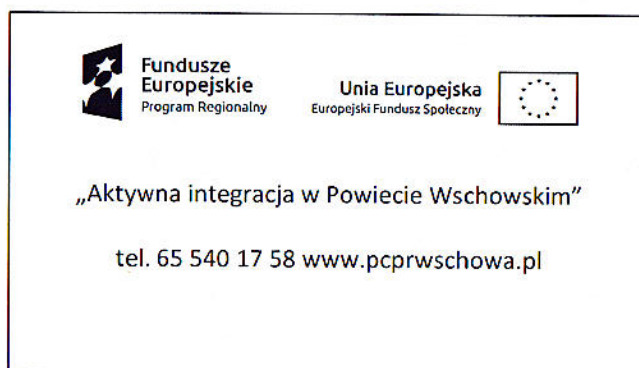 Fundusze
Europejskie
Program Regionalny
Unia Europejska
Europejski Fundusz Społeczny
„Aktywna integracja w Powiecie Wschowskim”
tel. 65 540 17 58 www.pcprwschowa.pl